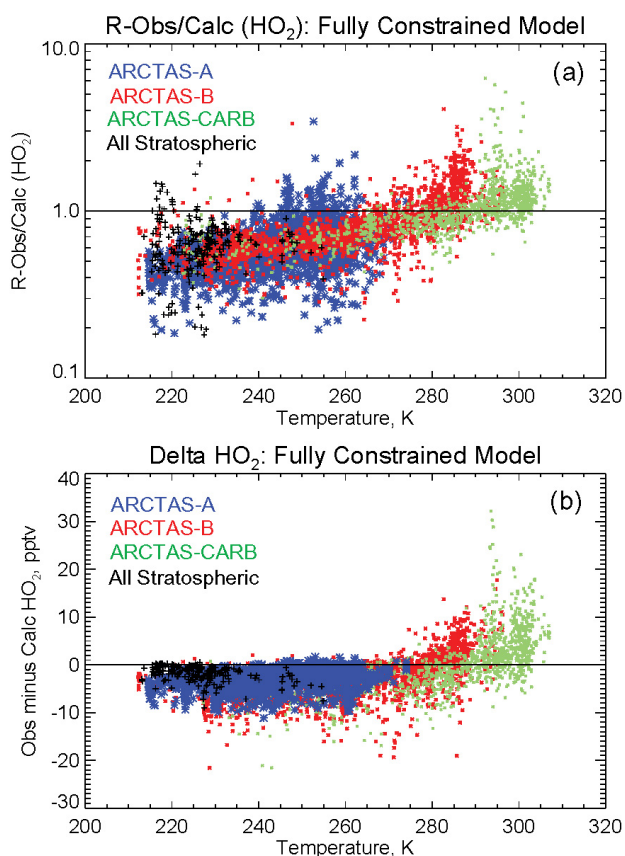 R-Obs/Calc (HO₂): Fully Constrained Model
(a)
ARCTAS-A
ARCTAS-B
ARCTAS-CARB
All Stratospheric
R-Obs/Calc (HO₂)
10.0
1.0
0.1
200 220 240 260 280 300 320
Temperature, K
Delta HO₂: Fully Constrained Model
(b)
ARCTAS-A
ARCTAS-B
ARCTAS-CARB
All Stratospheric
Obs minus Calc HO₂, pptv
40
30
20
10
0
-10
-20
-30
200 220 240 260 280 300 320
Temperature, K